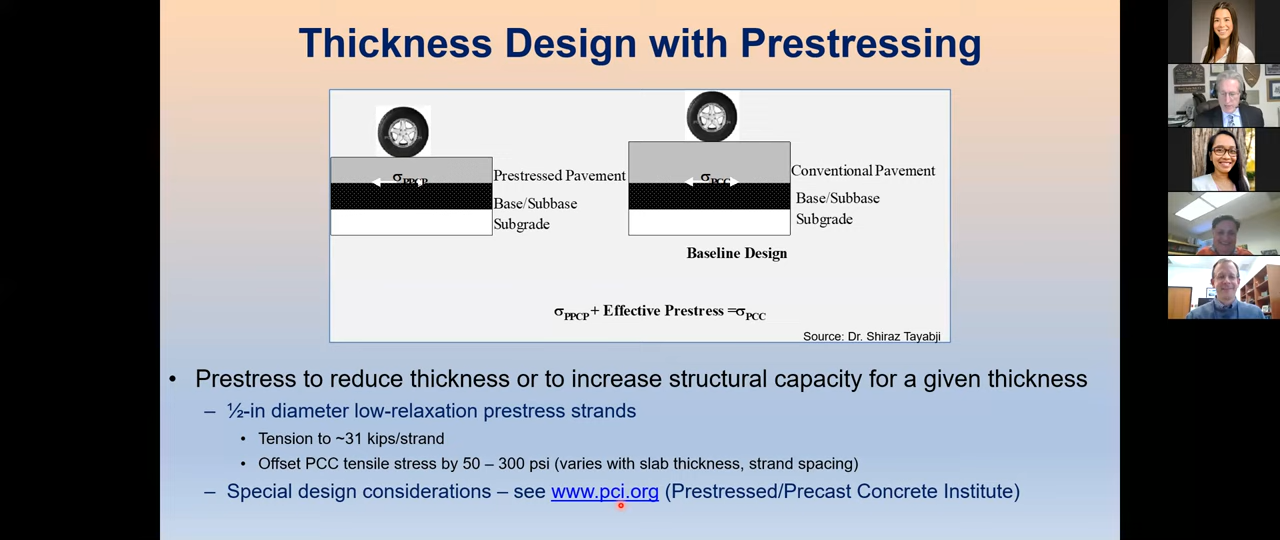 Thickness Design with Prestressing
σPPCP
Prestressed Pavement
Base/Subbase
Subgrade
σPCC
Conventional Pavement
Base/Subbase
Subgrade
Baseline Design
σPPCP + Effective Prestress =σPCC
Source: Dr. Shiraz Tayabji
• Prestress to reduce thickness or to increase structural capacity for a given thickness
– ½-in diameter low-relaxation prestress strands
• Tension to ~31 kips/strand
• Offset PCC tensile stress by 50 – 300 psi (varies with slab thickness, strand spacing)
– Special design considerations – see www.pci.org (Prestressed/Precast Concrete Institute)